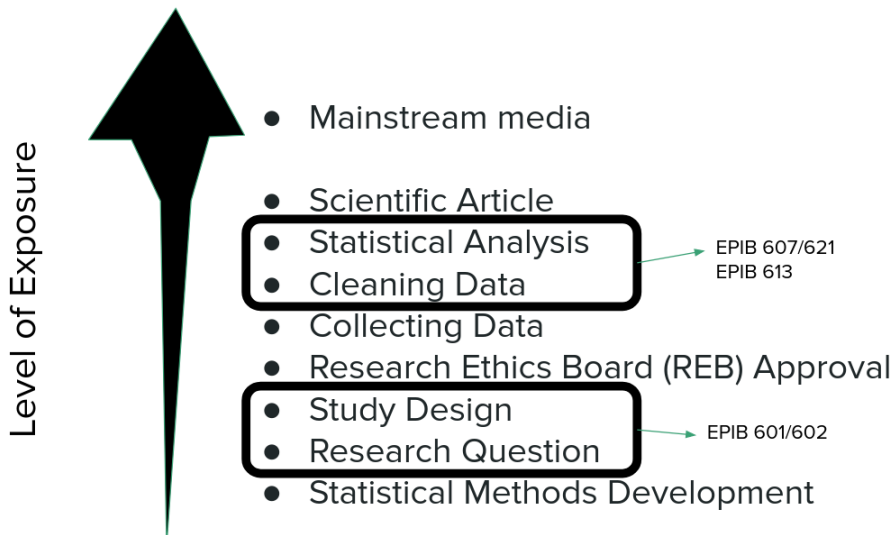 Level of Exposure
● Mainstream media
● Scientific Article
● Statistical Analysis
● Cleaning Data
EPIB 607/621
EPIB 613
● Collecting Data
● Research Ethics Board (REB) Approval
● Study Design
● Research Question
EPIB 601/602
● Statistical Methods Development